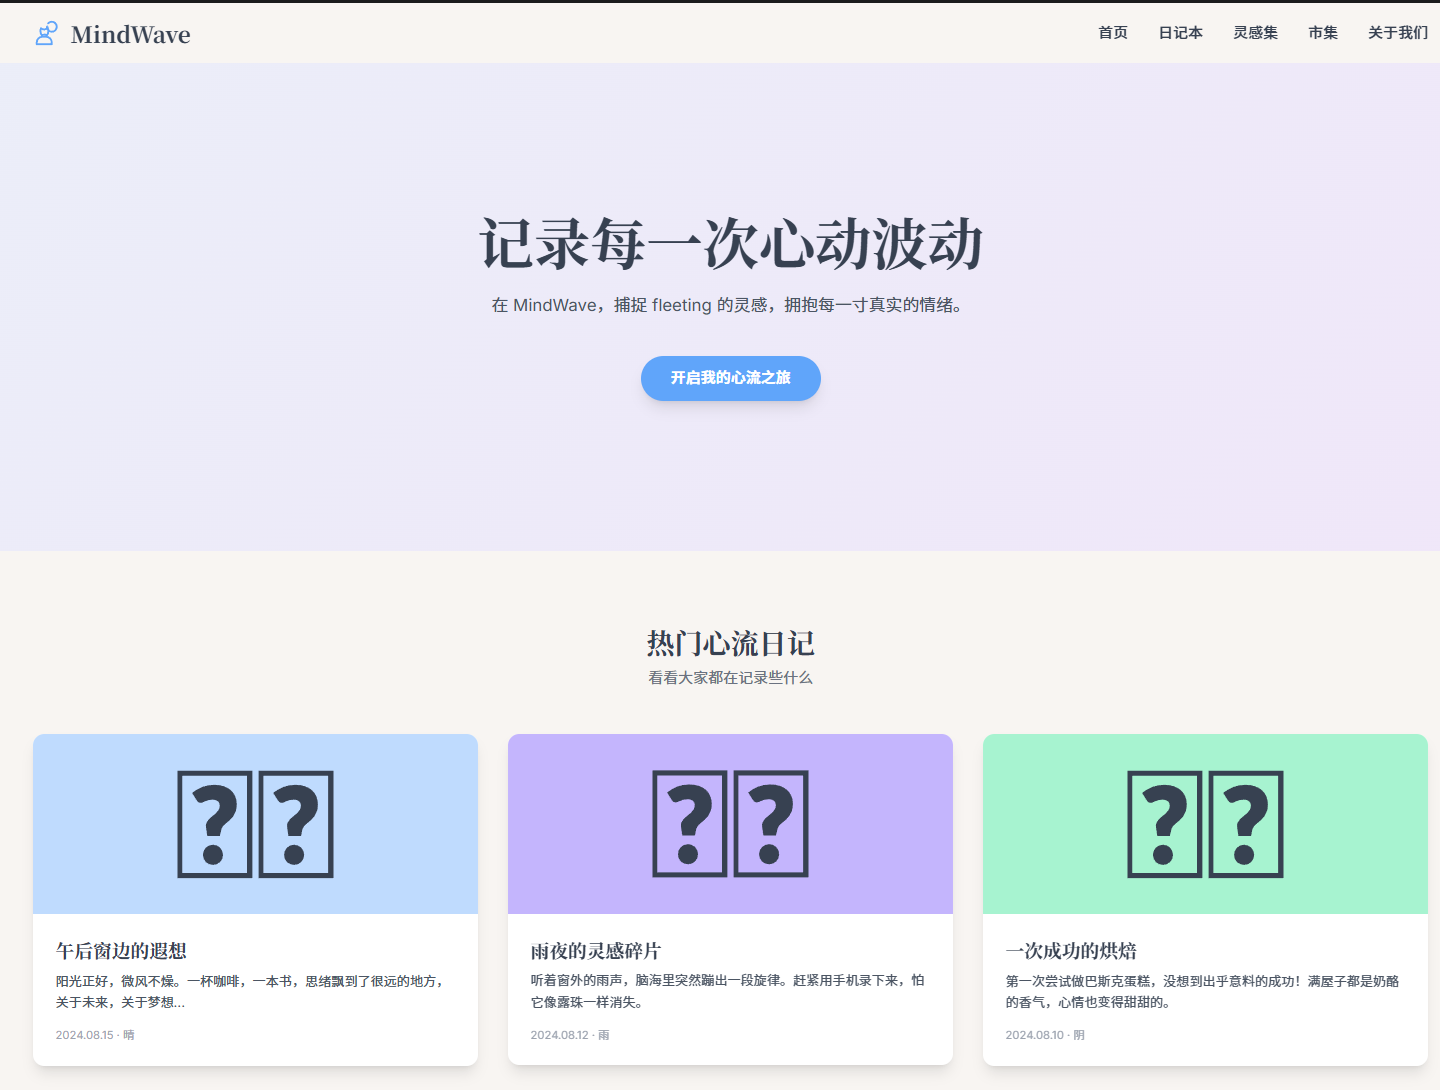 MindWave
首页 日记本 灵感集 市集 关于我们
记录每一次心动波动
在 MindWave，捕捉 fleeting 的灵感，拥抱每一寸真实的情绪。
开启我的心流之旅
热门心流日记
看看大家都在记录些什么
午后窗边的遐想
阳光正好，微风不燥。一杯咖啡，一本书，思绪飘到了很远的地方，
关于未来，关于梦想...
2024.08.15 · 晴
雨夜的灵感碎片
听着窗外的雨声，脑海里突然蹦出一段旋律。赶紧用手机录下来，怕
它像露珠一样消失。
2024.08.12 · 雨
一次成功的烘焙
第一次尝试做巴斯克蛋糕，没想到出乎意料的成功！满屋子都是奶酪
的香气，心情也变得甜甜的。
2024.08.10 · 阴